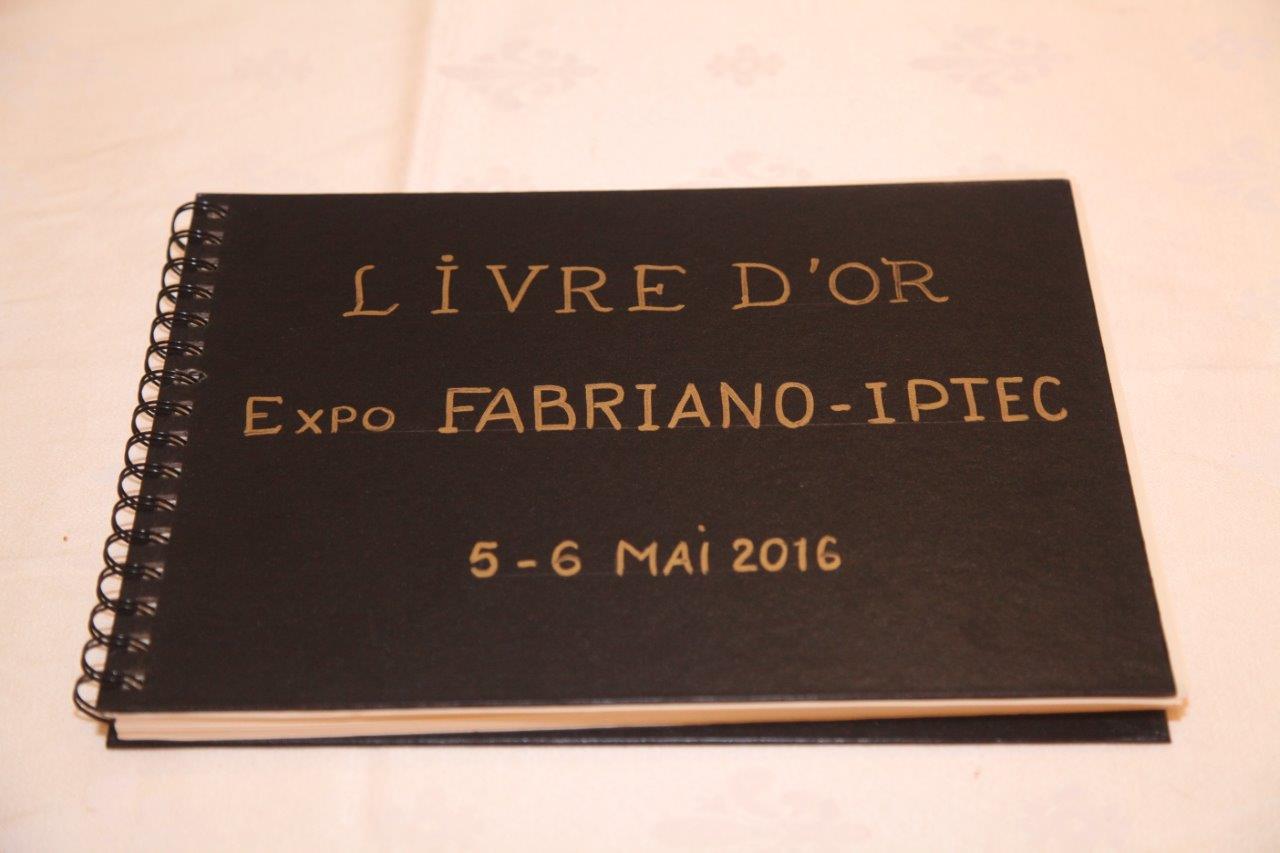 LiVRE D'OR
EXPO FABRIANO-IPTEC
5-6 MAi 2016